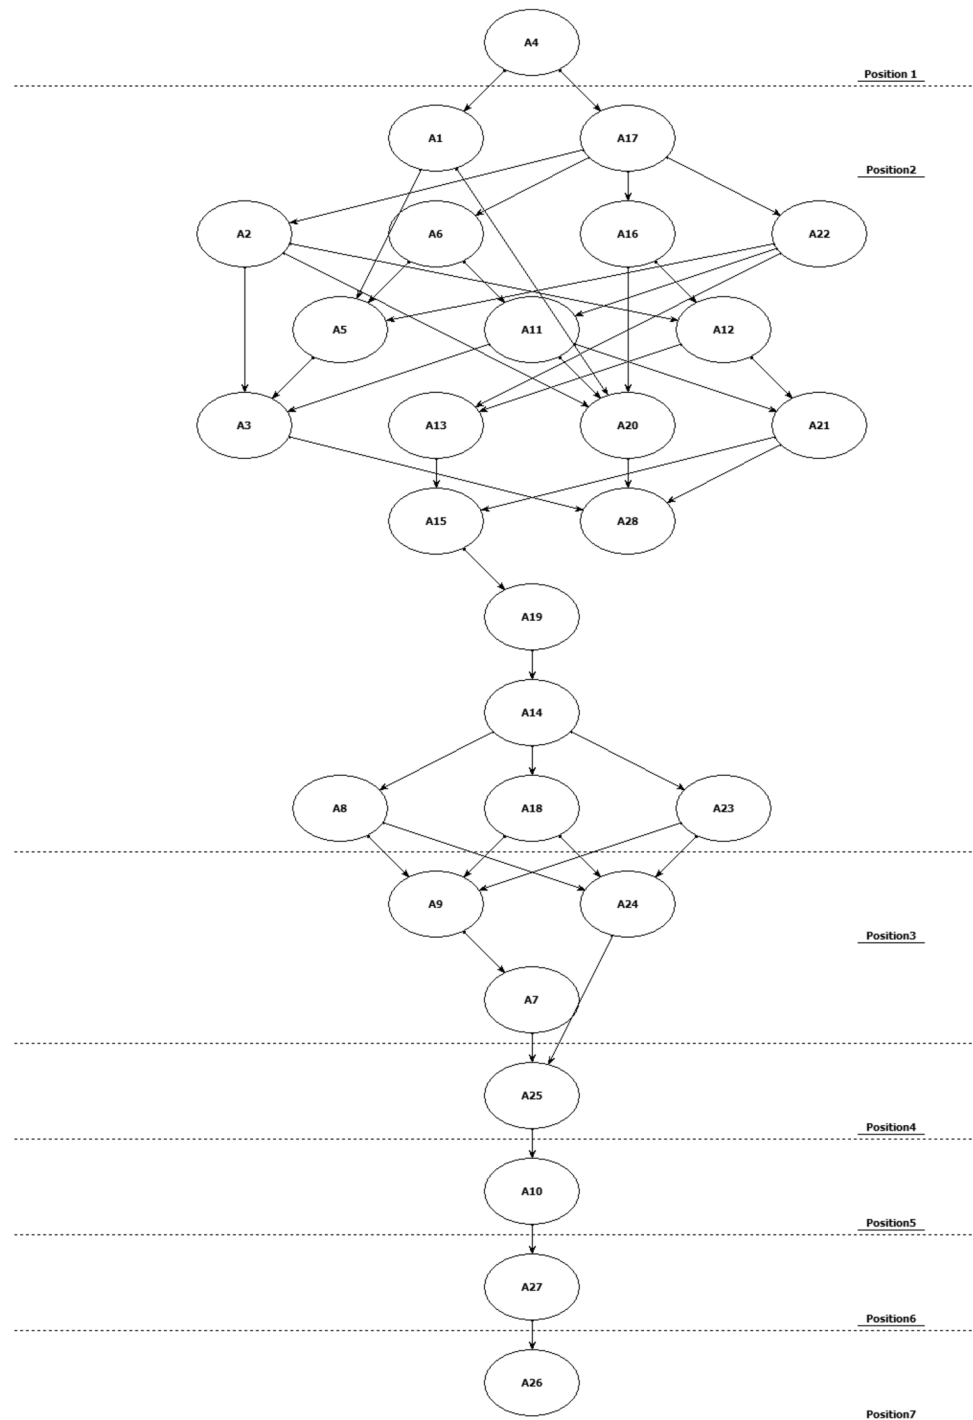 A4
Position 1
A1 A17
Position2
A2 A6 A16 A22
A5 A11 A12
A3 A13 A20 A21
A15 A28
A19
A14
A8 A18 A23
A9 A24
Position3
A7
A25
Position4
A10
Position5
A27
Position6
A26
Position7